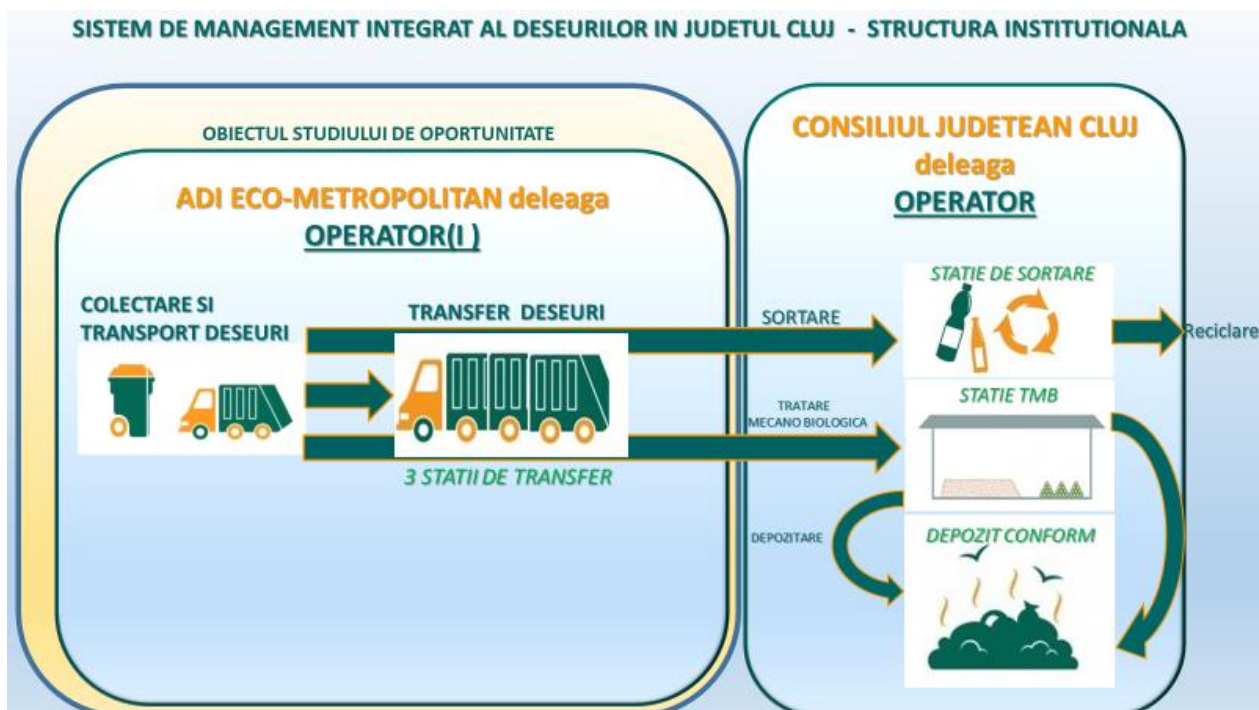 SISTEM DE MANAGEMENT INTEGRAT AL DESEURILOR IN JUDETUL CLUJ - STRUCTURA INSTITUTIONALA
OBIECTUL STUDIULUI DE OPORTUNITATE
ADI ECO-METROPOLITAN deleaga
OPERATOR(I )
COLECTARE SI
TRANSPORT DESEURI
TRANSFER DESEURI
3 STATII DE TRANSFER
CONSILIUL JUDETEAN CLUJ
deleaga
OPERATOR
SORTARE
STATIE DE SORTARE
Reciclare
TRATARE
MECANO BIOLOGICA
STATIE TMB
DEPOZITARE
DEPOZIT CONFORM